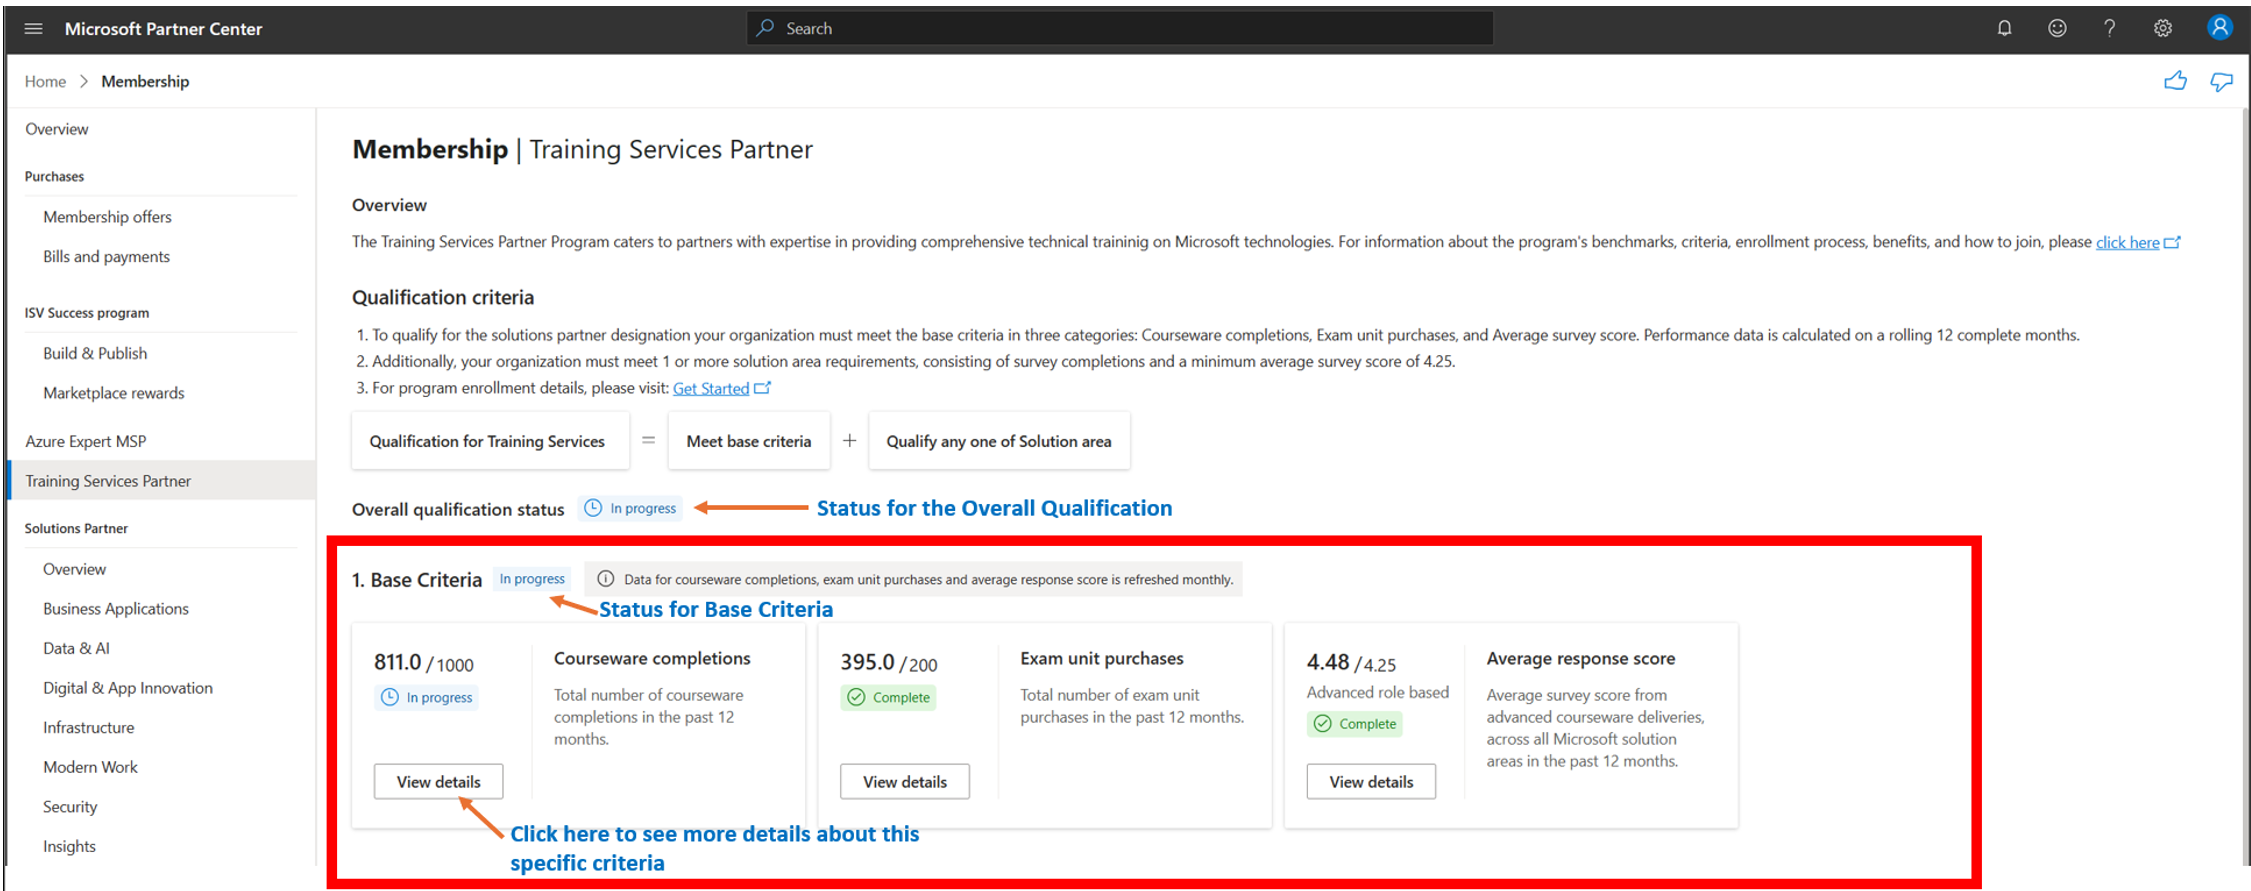 Microsoft Partner Center
Search
Home > Membership
Overview
Purchases
Membership offers
Bills and payments
ISV Success program
Build & Publish
Marketplace rewards
Azure Expert MSP
Training Services Partner
Solutions Partner
Overview
Business Applications
Data & AI
Digital & App Innovation
Infrastructure
Modern Work
Security
Insights
Membership | Training Services Partner
Overview
The Training Services Partner Program caters to partners with expertise in providing comprehensive technical traininig on Microsoft technologies. For information about the program's benchmarks, criteria, enrollment process, benefits, and how to join, please click here
Qualification criteria
1. To qualify for the solutions partner designation your organization must meet the base criteria in three categories: Courseware completions, Exam unit purchases, and Average survey score. Performance data is calculated on a rolling 12 complete months.
2. Additionally, your organization must meet 1 or more solution area requirements, consisting of survey completions and a minimum average survey score of 4.25.
3. For program enrollment details, please visit: Get Started
Qualification for Training Services = Meet base criteria + Qualify any one of Solution area
Overall qualification status In progress Status for the Overall Qualification
1. Base Criteria In progress Data for courseware completions, exam unit purchases and average response score is refreshed monthly.
Status for Base Criteria
811.0 /1000
In progress
View details
Courseware completions
Total number of courseware
completions in the past 12
months.
Click here to see more details about this
specific criteria
395.0 /200
Complete
View details
Exam unit purchases
Total number of exam unit
purchases in the past 12 months.
4.48 /4.25
Advanced role based
Complete
View details
Average response score
Average survey score from
advanced courseware deliveries,
across all Microsoft solution
areas in the past 12 months.